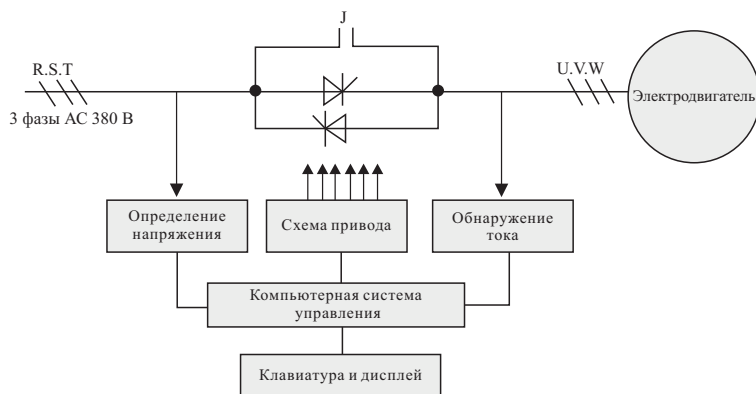 J
R.S.T
U.V.W
Электродвигатель
3 фазы AC 380 В
Определение
напряжения
Схема привода
Обнаружение
тока
Компьютерная система
управления
Клавиатура и дисплей